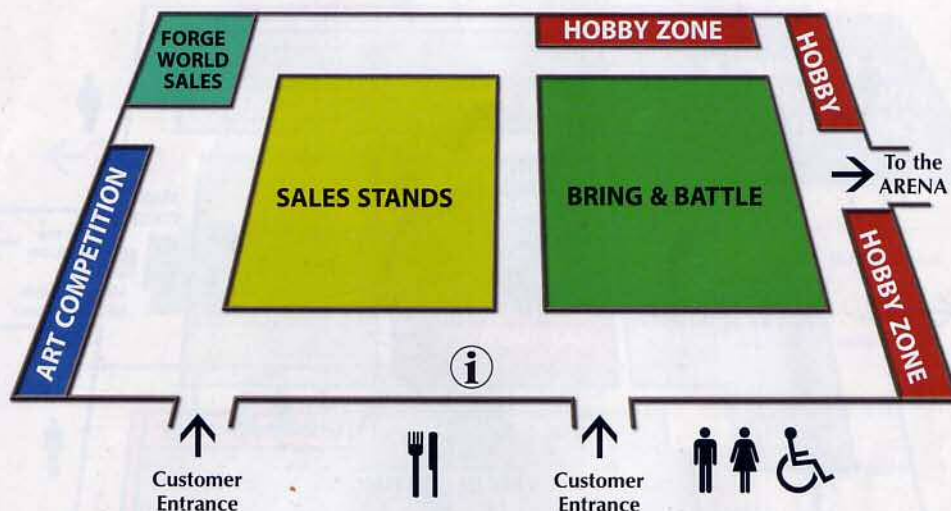 FORGE
WORLD
SALES
HOBBY ZONE
HOBBY
SALES STANDS
BRING & BATTLE
To the
ARENA
ART COMPETITION
HOBBY ZONE
i
Customer
Entrance
Customer
Entrance